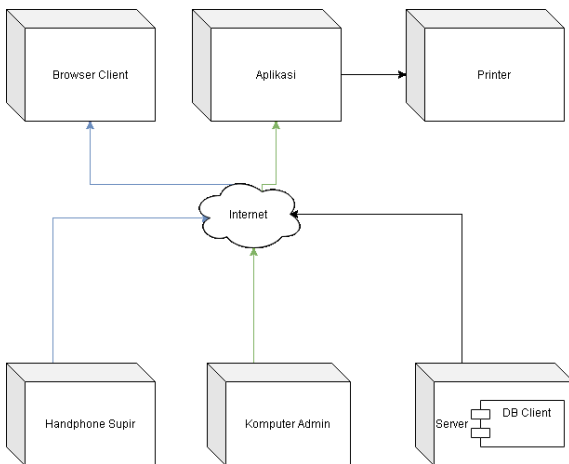 Browser Client
Aplikasi
Printer
Internet
Handphone Supir
Komputer Admin
Server
DB Client